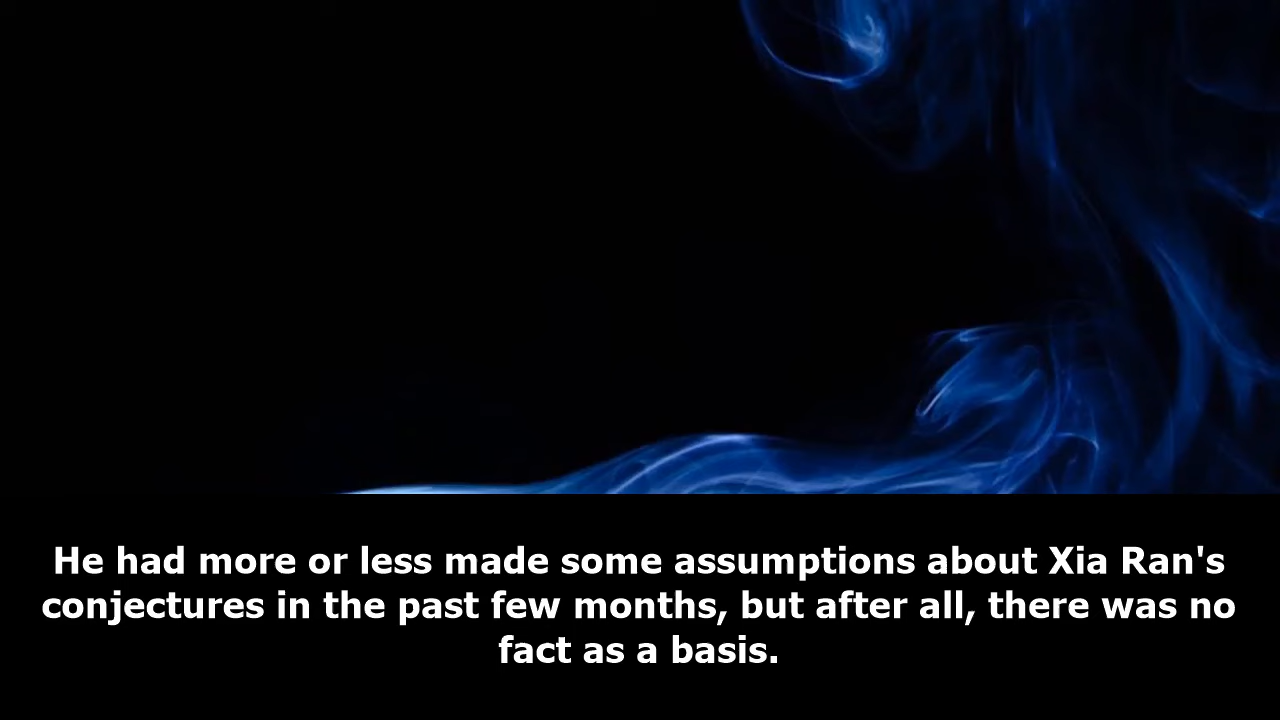 He had more or less made some assumptions about Xia Ran's
conjectures in the past few months, but after all, there was no
fact as a basis.